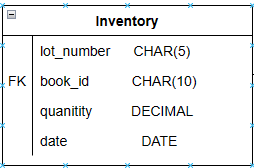 Inventory
lot_number CHAR(5)
FK book_id CHAR(10)
quanitity DECIMAL
date DATE